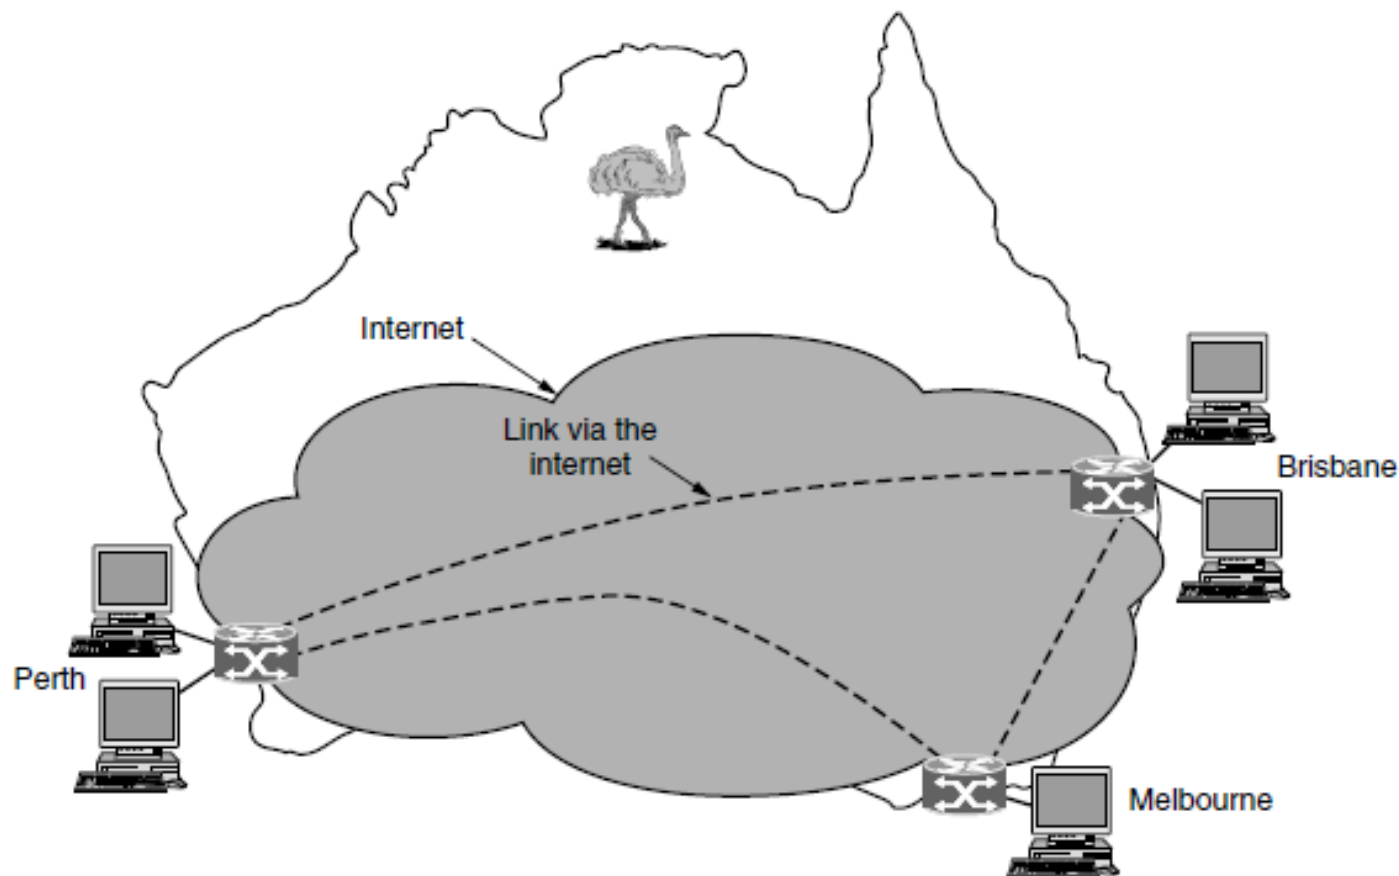 Internet
Link via the
internet
Brisbane
Perth
Melbourne